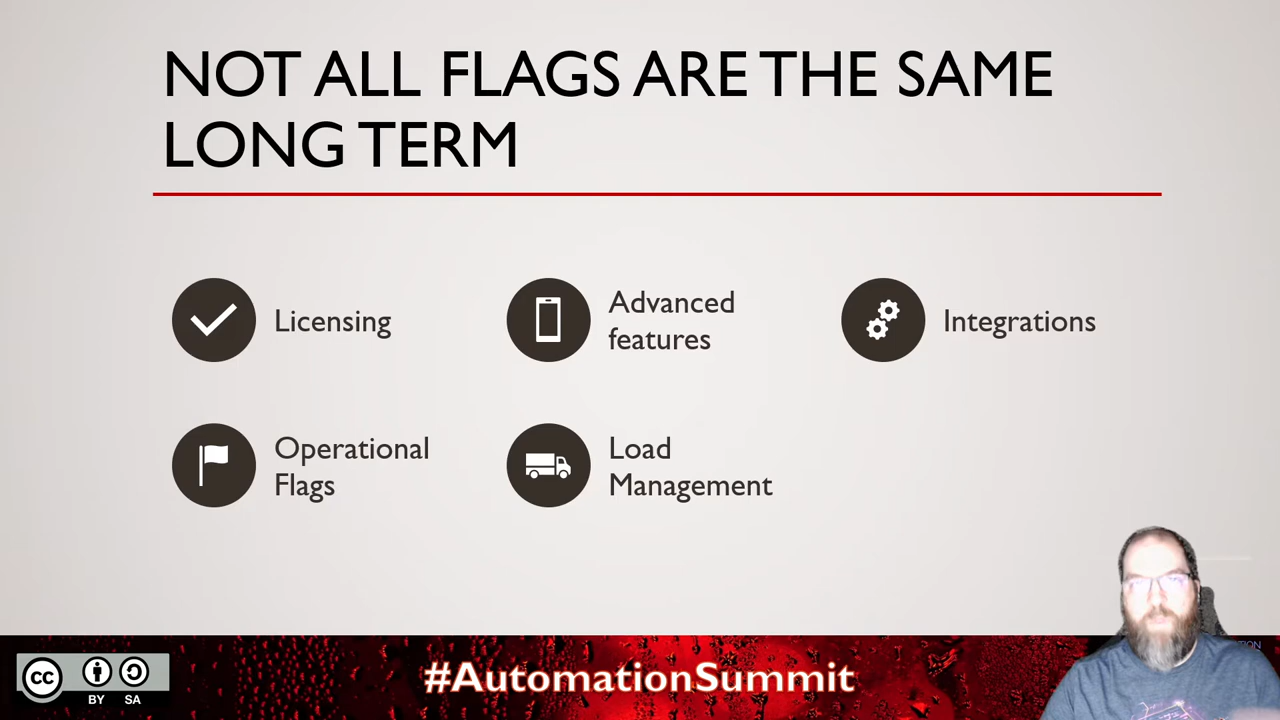 NOT ALL FLAGS ARE THE SAME
LONG TERM
Licensing
Advanced
features
Integrations
Operational
Flags
Load
Management
cc
BY SA
#AutomationSummit